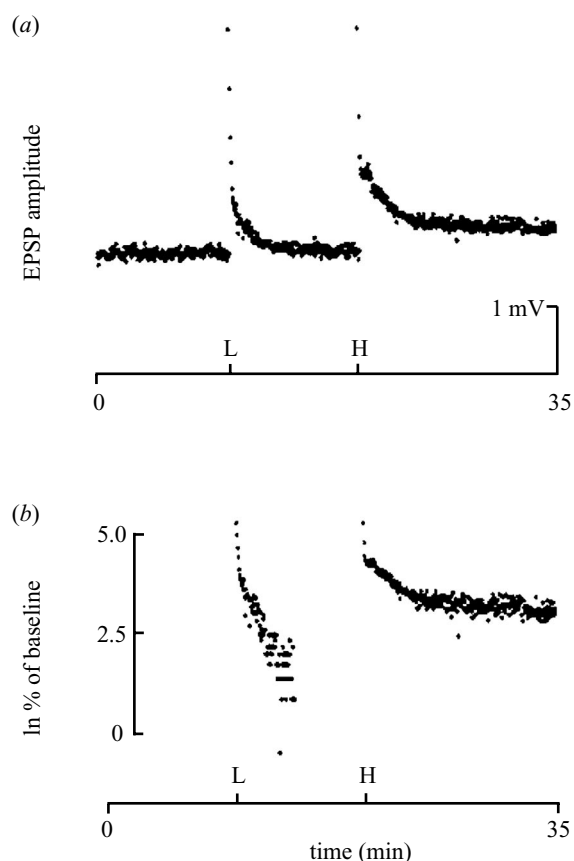 (a)
EPSP amplitude
1 mV
L H
0 35
(b)
ln % of baseline
5.0
2.5
0
L H
0 35
time (min)